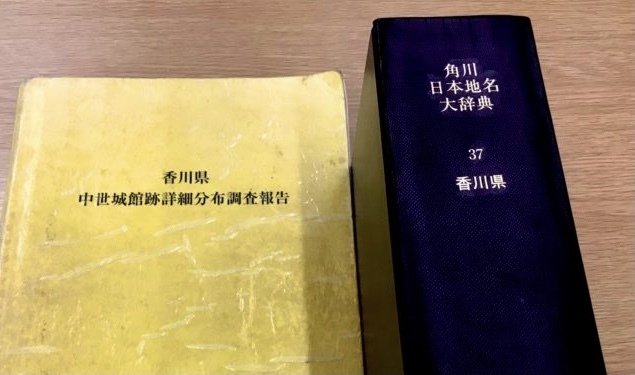 香川県
中世城館跡詳細分布調査報告
角川
日本地名
大辞典
37
香川県